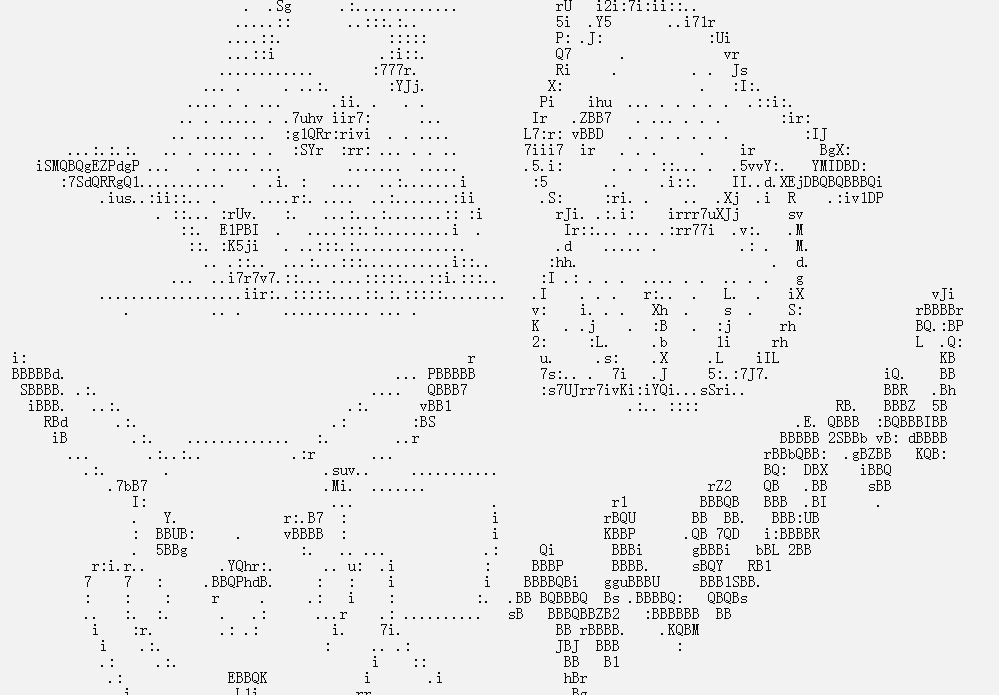 . .Sg .:.............. rU i2i:7i:ii::..
.....:: ..:::.:.. 5i .Y5 ..i71r
....::. ::::: P: .J: :Ui
...::i .:i::. Q7 . vr
............ :777r. Ri . . . Js
... . . ..: :YJj. X: . :I:.
.... . . ... .ii. . . . Pi ihu ... . . . . .::i:.
.. . . ... .7uhv iir7: Ir .ZBB7 . . . . . . . :ir:
.. . . . . . . .:g1QRr:rivi . . . L7:r: vBBD . . . . . . . :IJ
...:.:.: .. . . . . . .:SYr :rr: . . . . 7iii7 ir ir BgX:
iSMQBQgEZPdgP... .5.i: . ::... .5vvY:. YMIDBD:
:7SdQRRgQ1 :5 .. .i::. II..d.XEjDBQBQBBBQi
.ius..:ii::.. .S: :ri.. . .Xj .i R .:iv1DP
. ::... :rUv. :. :i rJi. .:.i: irrr7uXJj sv
::. E1PBI Ir::... ... .:rr77i .v:. .M
::. :K5ji .d ..... . .: . M.
:hh. . d.
...i7r7v7.::... :I g
iir: .I . . . r:.. . L. . iX vJi
v: i. . . Xh . s . S: rBBBBr
K . ..j :B . :j rh BQ.:BP
2: :L. .b li rh L .Q:
i: r u. .s: .X .L iIL KB
BBBBBd. ... PBBBBB 7s:.. . 7i .J 5:.:7J7. iQ. BB
SBBBB. .:. .... QBBB7 :s7UJrr7ivKi:iYQi...sSri.. BBR .Bh
iBBB. ..:. .:. vBB1 .:.. :::: RB. BBBZ 5B
RBd .:. .: :BS .E. QBBB :BQBBBIBB
iB .:. ............. :. ..r BBBBB 2SBBb vB: dBBBB
... .:..:.. .:r rBBbQBB: .gBZBB KQB:
.:. .suv.. ........... BQ: DBX iBBQ
.7bB7 .Mi. ....... rZ2 QB .BB sBB
I: ... . r1 BBBQB BBB .BI .
. Y. r:.B7 : i rBQU BB BB. BBB:UB
: BBUB: . vBBBB : i KBBP .QB 7QD i:BBBBR
. 5BBg :. .. ... .: Qi BBBi gBBBi bBL 2BB
r:i.r.. .YQhr:. .. u: .i : BBBP BBBB. sBQY RB1
7 7 : .BBQPhdB. : : i i BBBBQBi gguBBBU BBB1SBB.
: : : r . .: i : :. .BB BQBBBQ Bs .BBBBQ: QBQBs
.. :. : . .: ...r .: .......... sB BBBQBBZB2 :BBBBBB BB
i :r. .: .: i. 7i. BB rBBBB. .KQBM
i .:. : .. .: JBJ BBB :
.: .:. i :: BB B1
.: EBBQK i .i hBr
i L1i rr Bg